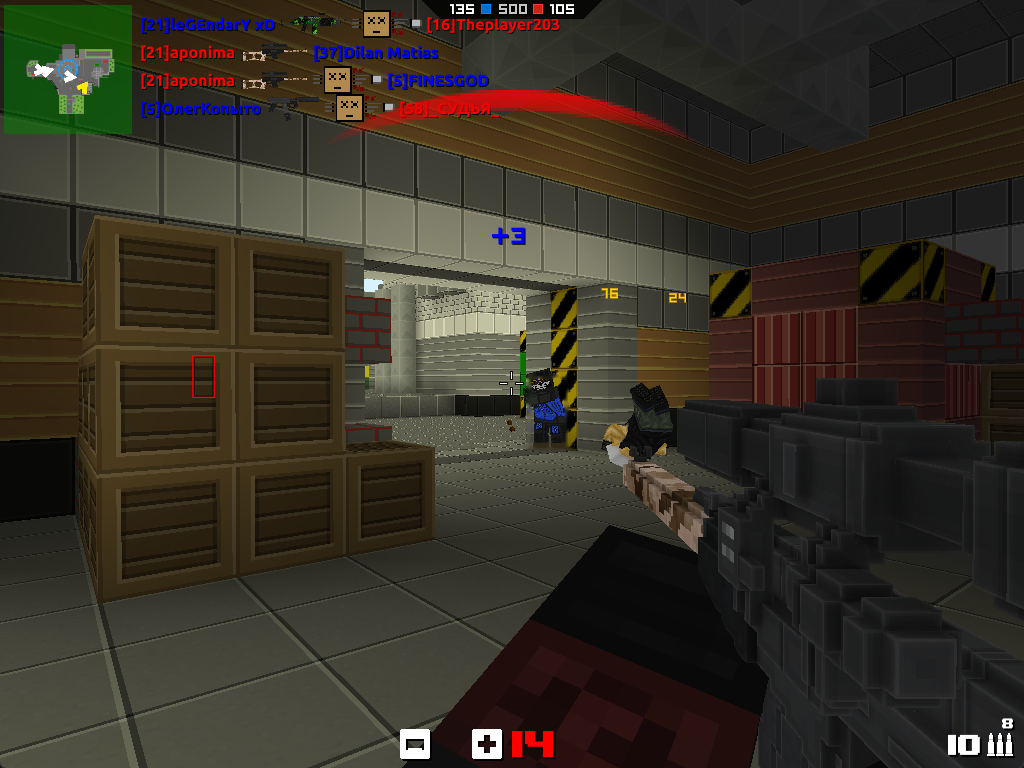 135 500 105
[21]leGEndarY xD [16]Theplayer203
[21]aponima [37]Dilan Matias
[21]aponima [5]FINESGOD
[5]ОлегКопыто [58]_СУДЬЯ_
+3
76 24
14
8
10